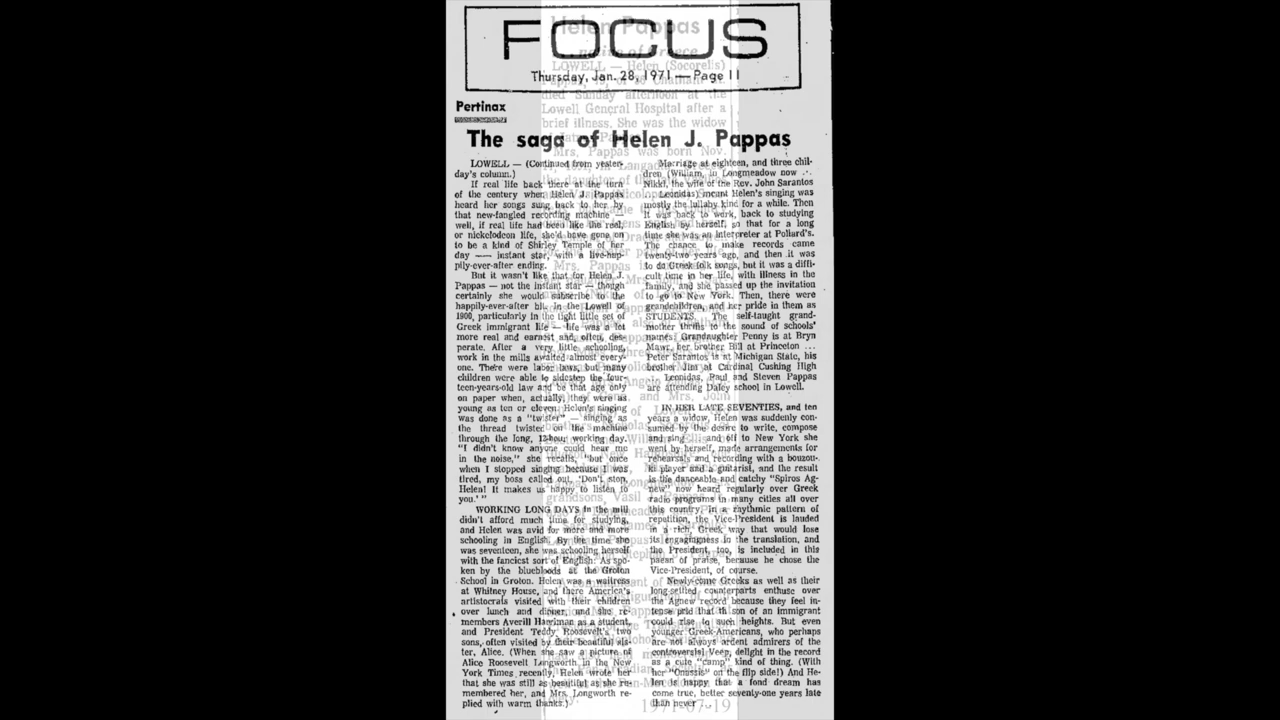 FOCUS
Thursday, Jan. 28, 1971 — Page 11
Pertinax
The saga of Helen J. Pappas
LOWELL — (Continued from yester-
day's column.)
If real life back there at the turn
of the century when Helen J. Pappas
heard her songs sung back to her by
that new-fangled recording machine —
well, if real life had been like the real,
or nickelodeon life, she'd have gone on
to be a kind of Shirley Temple of her
day —— instant star, with a live-hap-
pily-ever-after ending.
But it wasn't like that for Helen J.
Pappas — not the instant star — though
certainly she would subscribe to the
happily-ever-after bit. In the Lowell of
1900, particularly in the tight little set of
Greek immigrant life — life was a lot
more real and earnest and, often, des-
perate. After a very little schooling,
work in the mills awaited almost every-
one. There were labor laws, but many
children were able to sidestep the four-
teen-years-old law and be that age only
on paper when, actually, they were as
young as ten or eleven. Helen's singing
was done as a "twister" — singing as
the thread twisted on the machine
through the long, 12-hour working day.
"I didn't know anyone could hear me
in the noise," she recalls, "but once
when I stopped singing because I was
tired, my boss called out, 'Don't stop,
Helen! It makes us happy to listen to
you.' "
WORKING LONG DAYS in the mill
didn't afford much time for studying,
and Helen was avid for more and more
schooling in English. By the time she
was seventeen, she was schooling herself
with the fanciest sort of English: As spo-
ken by the bluebloods at the Groton
School in Groton. Helen was a waitress
at Whitney House, and there America's
artistocrats visited with their children
over lunch and dinner, and she re-
members Averill Harriman as a student,
and President Teddy Roosevelt's two
sons, often visited by their beautiful sis-
ter, Alice. (When she saw a picture of
Alice Roosevelt Longworth in the New
York Times recently, Helen wrote her
that she was still as beautiful as she re-
membered her, and Mrs. Longworth re-
plied with warm thanks.)
Marriage at eighteen, and three chil-
dren (William, in Longmeadow now ..
Nikki, the wife of the Rev. John Sarantos
Leonidas) meant Helen's singing was
mostly the lullaby kind for a while. Then
it was back to work, back to studying
English by herself, so that for a long
time she was an interpreter at Pollard's.
The chance to make records came
twenty-two years ago, and then it was
to do Greek folk songs, but it was a diffi-
cult time in her life, with illness in the
family, and she passed up the invitation
to go to New York. Then, there were
grandchildren, and her pride in them as
STUDENTS. The self-taught grand-
mother thrills to the sound of schools'
names: Grandaughter Penny is at Bryn
Mawr, her brother Bill at Princeton ...
Peter Sarantos is at Michigan State, his
brother Jim at Cardinal Cushing High
... Leonidas, Paul and Steven Pappas
are attending Daley school in Lowell.
IN HER LATE SEVENTIES, and ten
years a widow, Helen was suddenly con-
sumed by the desire to write, compose
and sing and off to New York she
went by herself, made arrangements for
rehearsals and recording with a bouzou-
ki player and a guitarist, and the result
is the danceable and catchy "Spiros Ag-
new" now heard regularly over Greek
radio programs in many cities all over
this country. In a rhythmic pattern of
repetition, the Vice-President is lauded
in a rich, Greek way that would lose
its engagingness in the translation, and
the President, too, is included in this
paean of praise, because he chose the
Vice-President, of course.
Newly-come Greeks as well as their
long-settled counterparts enthuse over
the Agnew record because they feel in-
tense prid that th son of an immigrant
could rise to such heights. But even
younger Greek-Americans, who perhaps
are not always ardent admirers of the
controversial Veep, delight in the record
as a cute "camp" kind of thing. (With
her "Onassis" on the flip side!) And He-
len is happy that a fond dream has
come true, better seventy-one years late
than never
Helen Pappas
native of Greece
LOWELL — Helen (Socorelis)
died Sunday afternoon at the
Lowell General Hospital after a
brief illness. She was the widow
Mrs. Pappas was born Nov.
1971-07-19